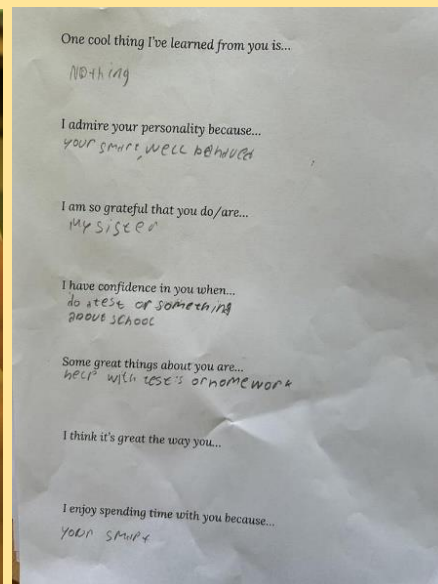 One cool thing I've learned from you is...
Nothing
I admire your personality because...
your smart, well behaved
I am so grateful that you do/are...
My sister
I have confidence in you when...
do a test or something
about school
Some great things about you are...
help with test's or homework
I think it's great the way you...
I enjoy spending time with you because...
your smart